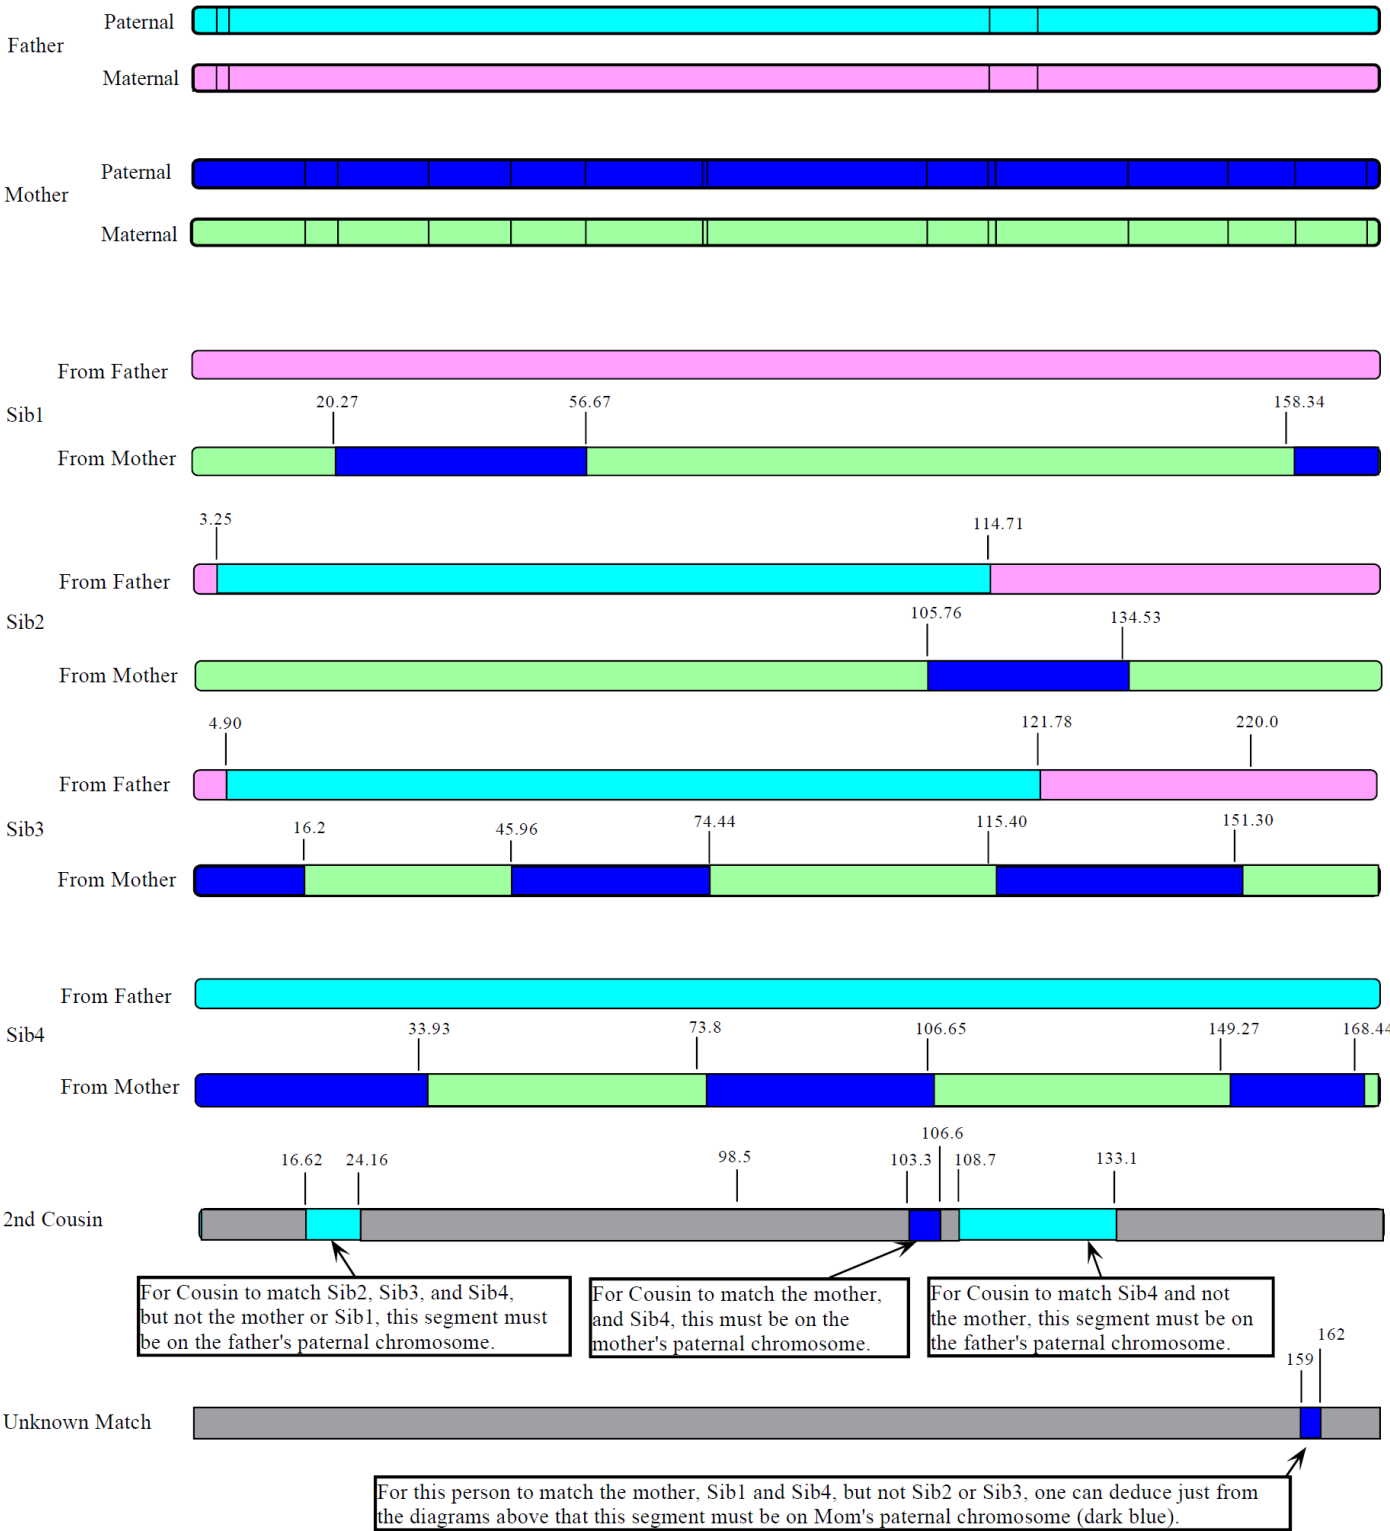 Paternal
Father
Maternal
Paternal
Mother
Maternal
From Father
20.27 56.67 158.34
Sib1
From Mother
3.25 114.71
From Father
105.76 134.53
Sib2
From Mother
4.90 121.78 220.0
From Father
16.2 45.96 74.44 115.40 151.30
Sib3
From Mother
From Father
33.93 73.8 106.65 149.27 168.44
Sib4
From Mother
106.6
16.62 24.16 98.5 103.3 108.7 133.1
2nd Cousin
For Cousin to match Sib2, Sib3, and Sib4,
but not the mother or Sib1, this segment must
be on the father's paternal chromosome.
For Cousin to match the mother,
and Sib4, this must be on the
mother's paternal chromosome.
For Cousin to match Sib4 and not
the mother, this segment must be on
the father's paternal chromosome.
162
159
Unknown Match
For this person to match the mother, Sib1 and Sib4, but not Sib2 or Sib3, one can deduce just from
the diagrams above that this segment must be on Mom's paternal chromosome (dark blue).